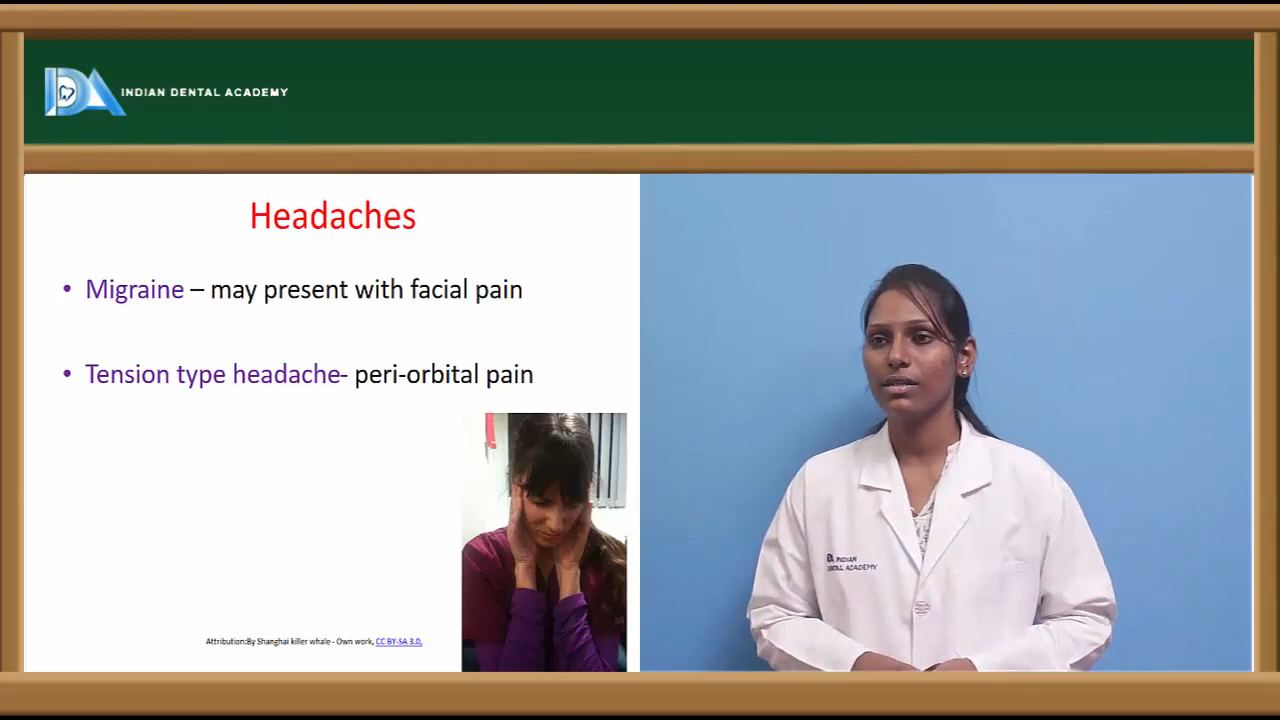 IDA INDIAN DENTAL ACADEMY
Headaches
• Migraine – may present with facial pain
• Tension type headache- peri-orbital pain
Attribution:By Shanghai killer whale - Own work, CC BY-SA 3.0,
INDIAN
DENTAL ACADEMY